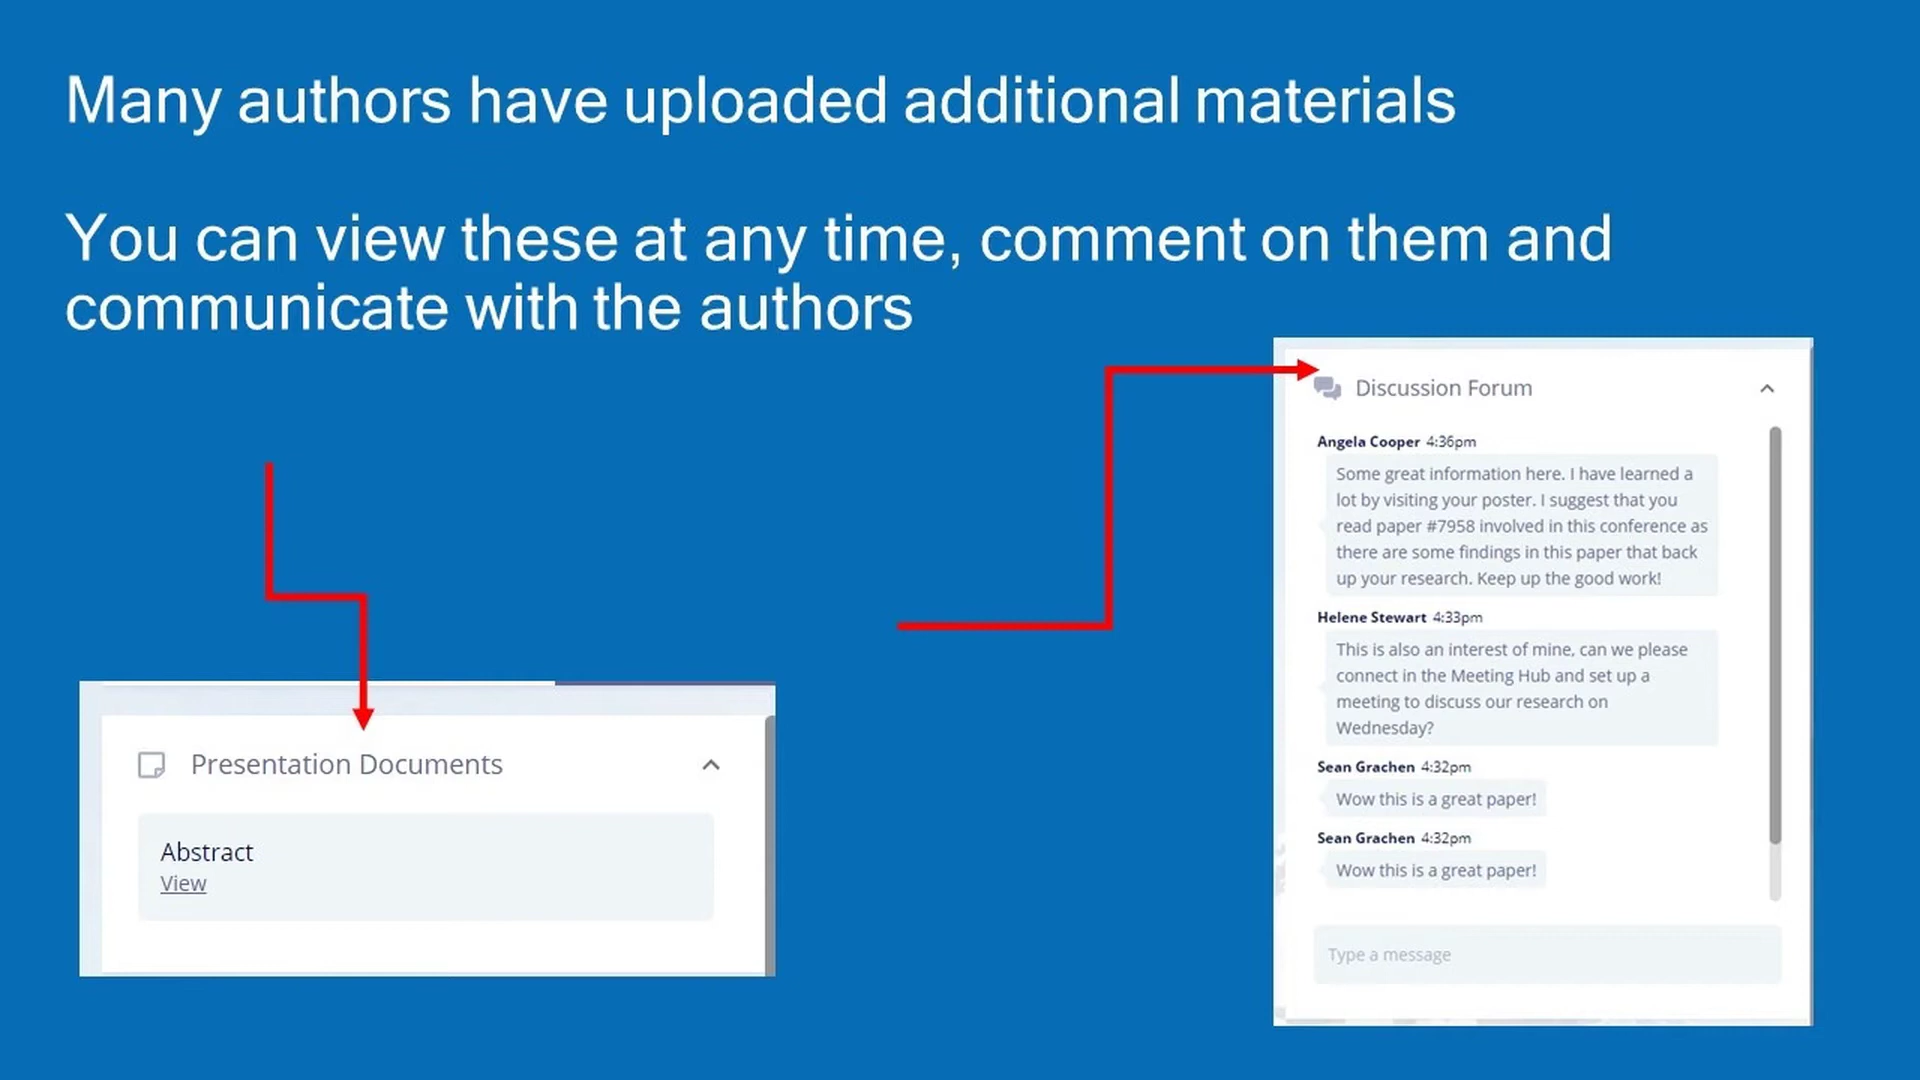 Many authors have uploaded additional materials
You can view these at any time, comment on them and
communicate with the authors
Presentation Documents
Abstract
View
Discussion Forum
Angela Cooper 4:36pm
Some great information here. I have learned a
lot by visiting your poster. I suggest that you
read paper #7958 involved in this conference as
there are some findings in this paper that back
up your research. Keep up the good work!
Helene Stewart 4:33pm
This is also an interest of mine, can we please
connect in the Meeting Hub and set up a
meeting to discuss our research on
Wednesday?
Sean Grachen 4:32pm
Wow this is a great paper!
Sean Grachen 4:32pm
Wow this is a great paper!
Type a message